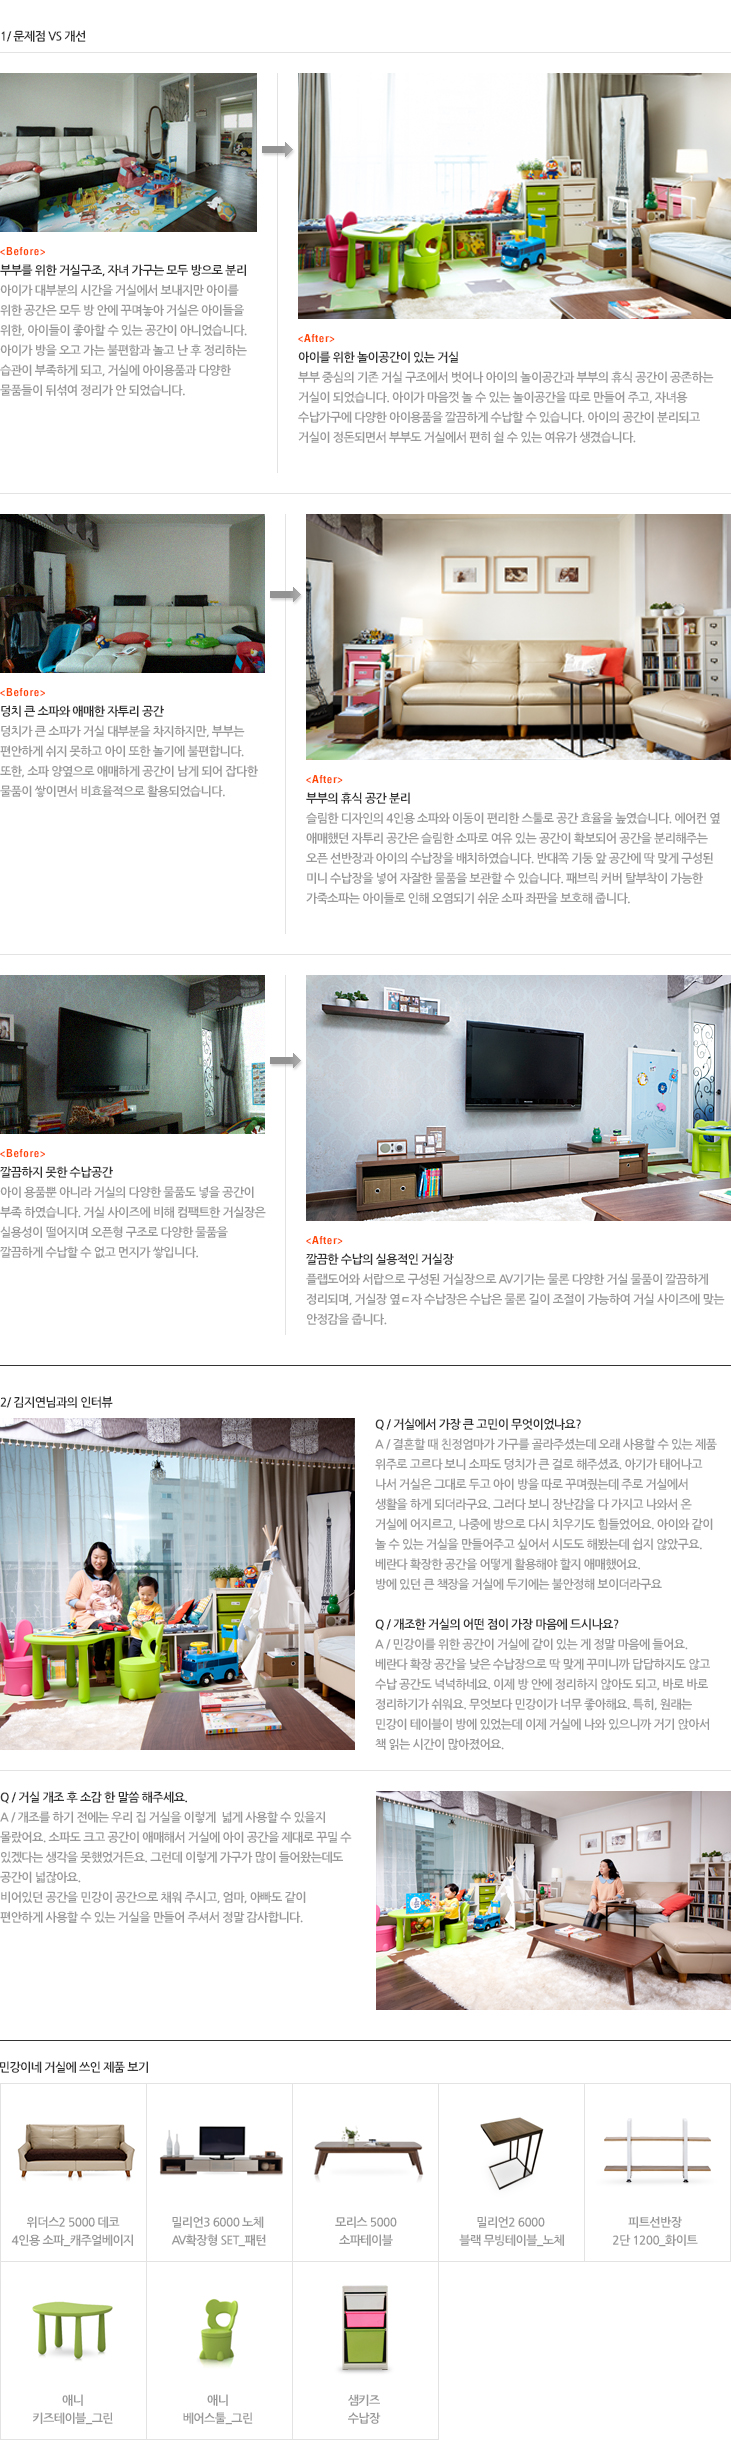 1/ 문제점 VS 개선
<Before>
부부를 위한 거실구조, 자녀 가구는 모두 방으로 분리
아이가 대부분의 시간을 거실에서 보내지만 아이를
위한 공간은 모두 방 안에 꾸며놓아 거실은 아이들을
위한, 아이들이 좋아할 수 있는 공간이 아니었습니다.
아이가 방을 오고 가는 불편함과 놀고 난 후 정리하는
습관이 부족하게 되고, 거실에 아이용품과 다양한
물품들이 뒤섞여 정리가 안 되었습니다.
<After>
아이를 위한 놀이공간이 있는 거실
부부 중심의 기존 거실 구조에서 벗어나 아이의 놀이공간과 부부의 휴식 공간이 공존하는
거실이 되었습니다. 아이가 마음껏 놀 수 있는 놀이공간을 따로 만들어 주고, 자녀용
수납가구에 다양한 아이용품을 깔끔하게 수납할 수 있습니다. 아이의 공간이 분리되고
거실이 정돈되면서 부부도 거실에서 편히 쉴 수 있는 여유가 생겼습니다.
<Before>
덩치 큰 소파와 애매한 자투리 공간
덩치가 큰 소파가 거실 대부분을 차지하지만, 부부는
편안하게 쉬지 못하고 아이 또한 놀기에 불편합니다.
또한, 소파 양옆으로 애매하게 공간이 남게 되어 잡다한
물품이 쌓이면서 비효율적으로 활용되었습니다.
<After>
부부의 휴식 공간 분리
슬림한 디자인의 4인용 소파와 이동이 편리한 스툴로 공간 효율을 높였습니다. 에어컨 옆
애매했던 자투리 공간은 슬림한 소파로 여유 있는 공간이 확보되어 공간을 분리해주는
오픈 선반장과 아이의 수납장을 배치하였습니다. 반대쪽 기둥 앞 공간에 딱 맞게 구성된
미니 수납장을 넣어 자잘한 물품을 보관할 수 있습니다. 패브릭 커버 탈부착이 가능한
가죽소파는 아이들로 인해 오염되기 쉬운 소파 좌판을 보호해 줍니다.
<Before>
깔끔하지 못한 수납공간
아이 용품뿐 아니라 거실의 다양한 물품도 넣을 공간이
부족 하였습니다. 거실 사이즈에 비해 컴팩트한 거실장은
실용성이 떨어지며 오픈형 구조로 다양한 물품을
깔끔하게 수납할 수 없고 먼지가 쌓입니다.
<After>
깔끔한 수납의 실용적인 거실장
플랩도어와 서랍으로 구성된 거실장으로 AV기기는 물론 다양한 거실 물품이 깔끔하게
정리되며, 거실장 옆ㄷ자 수납장은 수납은 물론 길이 조절이 가능하여 거실 사이즈에 맞는
안정감을 줍니다.
2/ 김지연님과의 인터뷰
Q / 거실에서 가장 큰 고민이 무엇이었나요?
A / 결혼할 때 친정엄마가 가구를 골라주셨는데 오래 사용할 수 있는 제품
위주로 고르다 보니 소파도 덩치가 큰 걸로 해주셨죠. 아기가 태어나고
나서 거실은 그대로 두고 아이 방을 따로 꾸며줬는데 주로 거실에서
생활을 하게 되더라구요. 그러다 보니 장난감을 다 가지고 나와서 온
거실에 어지르고, 나중에 방으로 다시 치우기도 힘들었어요. 아이와 같이
놀 수 있는 거실을 만들어주고 싶어서 시도도 해봤는데 쉽지 않았구요.
베란다 확장한 공간을 어떻게 활용해야 할지 애매했어요.
방에 있던 큰 책장을 거실에 두기에는 불안정해 보이더라구요
Q / 개조한 거실의 어떤 점이 가장 마음에 드시나요?
A / 민강이를 위한 공간이 거실에 같이 있는 게 정말 마음에 들어요.
베란다 확장 공간을 낮은 수납장으로 딱 맞게 꾸미니까 답답하지도 않고
수납 공간도 넉넉하네요. 이제 방 안에 정리하지 않아도 되고, 바로 바로
정리하기가 쉬워요. 무엇보다 민강이가 너무 좋아해요. 특히, 원래는
민강이 테이블이 방에 있었는데 이제 거실에 나와 있으니까 거기 앉아서
책 읽는 시간이 많아졌어요.
Q / 거실 개조 후 소감 한 말씀 해주세요.
A / 개조를 하기 전에는 우리 집 거실을 이렇게 넓게 사용할 수 있을지
몰랐어요. 소파도 크고 공간이 애매해서 거실에 아이 공간을 제대로 꾸밀 수
있겠다는 생각을 못했었거든요. 그런데 이렇게 가구가 많이 들어왔는데도
공간이 넓잖아요.
비어있던 공간을 민강이 공간으로 채워 주시고, 엄마, 아빠도 같이
편안하게 사용할 수 있는 거실을 만들어 주셔서 정말 감사합니다.
민강이네 거실에 쓰인 제품 보기
위더스2 5000 데코
4인용 소파_캐주얼베이지
밀리언3 6000 노체
AV확장형 SET_패턴
모리스 5000
소파테이블
밀리언2 6000
블랙 무빙테이블_노체
피트선반장
2단 1200_화이트
애니
키즈테이블_그린
애니
베어스툴_그린
샘키즈
수납장